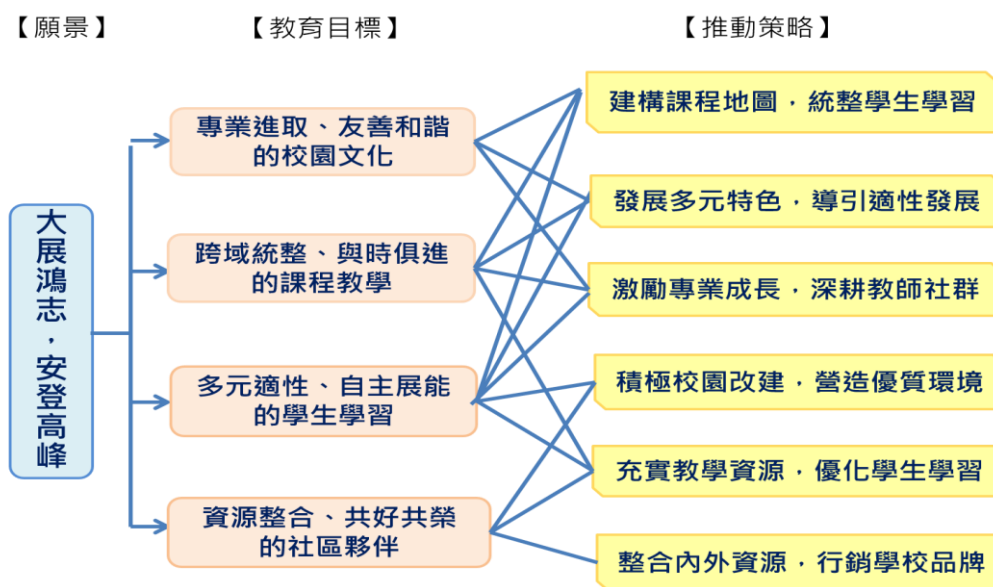 【願景】
【教育目標】
【推動策略】
大展鴻志．安登高峰
專業進取、友善和諧
的校園文化
跨域統整、與時俱進
的課程教學
多元適性、自主展能
的學生學習
資源整合、共好共榮
的社區夥伴
建構課程地圖．統整學生學習
發展多元特色．導引適性發展
激勵專業成長．深耕教師社群
積極校園改建．營造優質環境
充實教學資源．優化學生學習
整合內外資源．行銷學校品牌